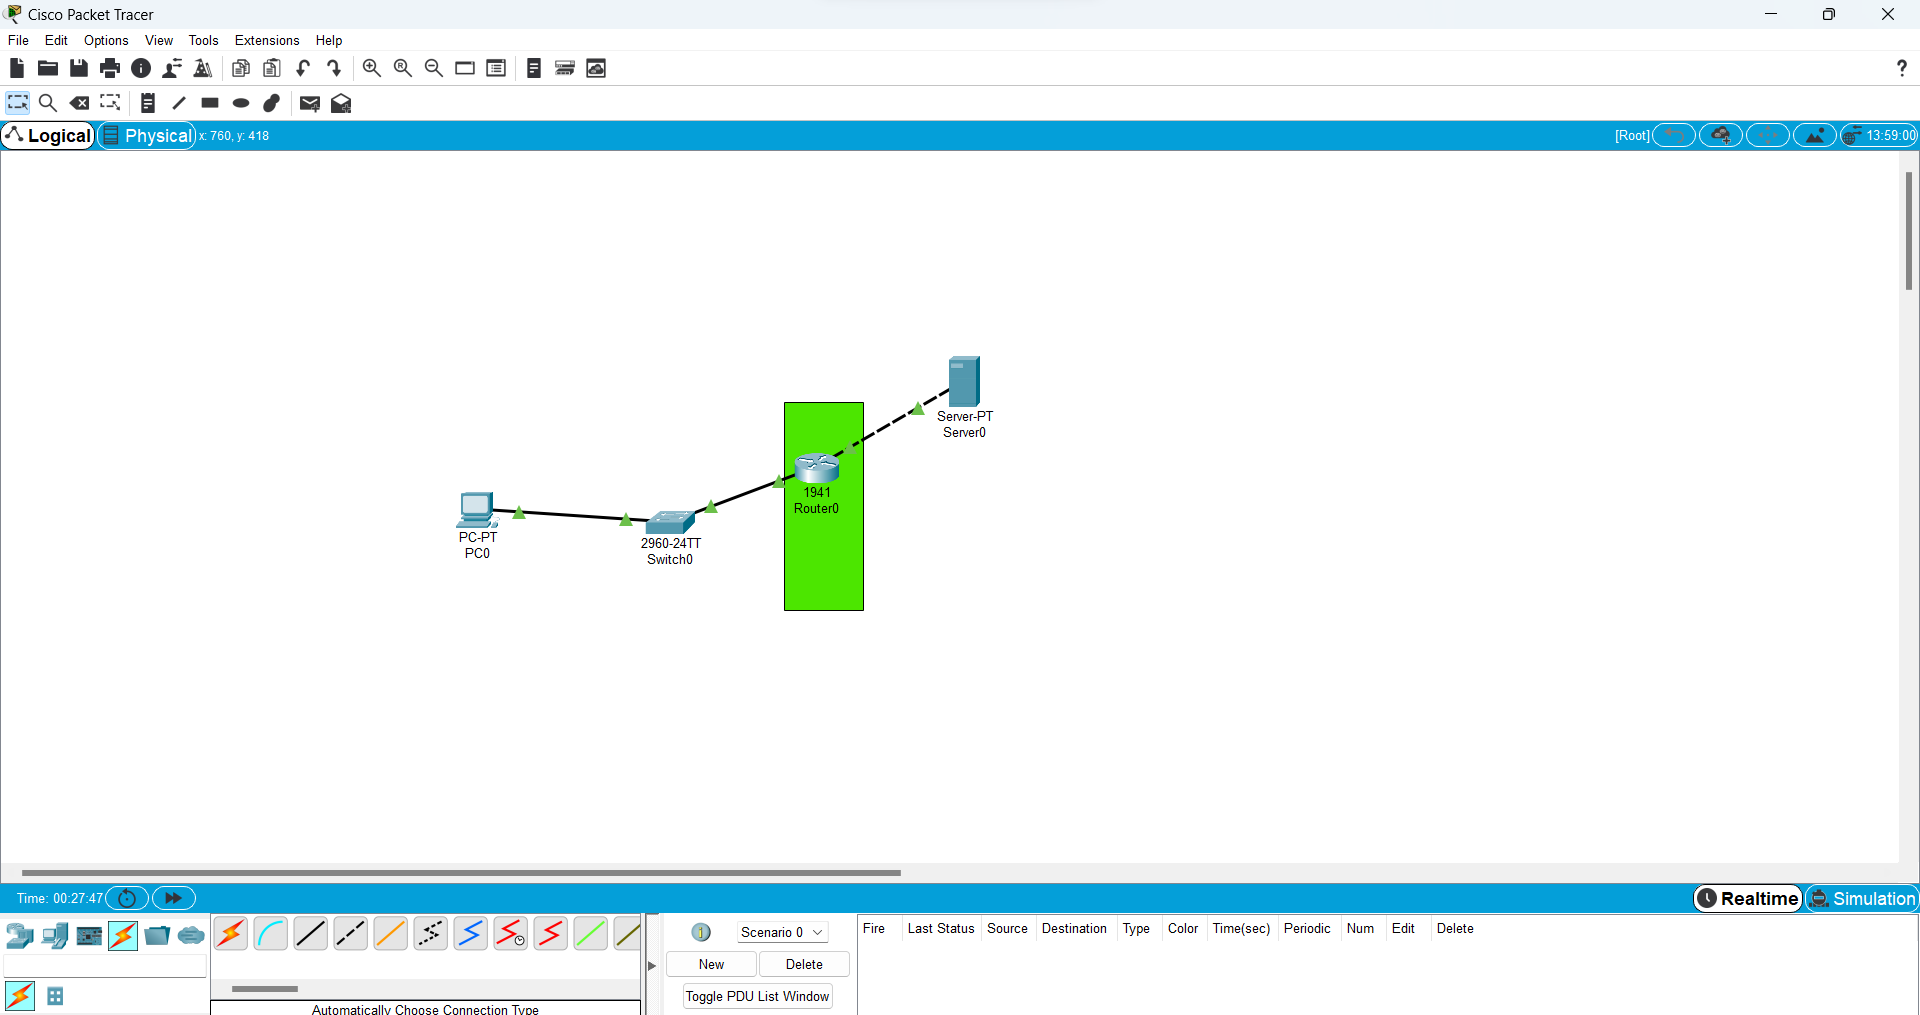 Cisco Packet Tracer
File Edit Options View Tools Extensions Help
?
Logical Physical x: 760, y: 418 [Root] 13:59:00
Server-PT
Server0
1941
Router0
PC-PT
PC0
2960-24TT
Switch0
Time: 00:27:47 Realtime Simulation
Scenario 0
New Delete
Toggle PDU List Window
Fire Last Status Source Destination Type Color Time(sec) Periodic Num Edit Delete
Automatically Choose Connection Type